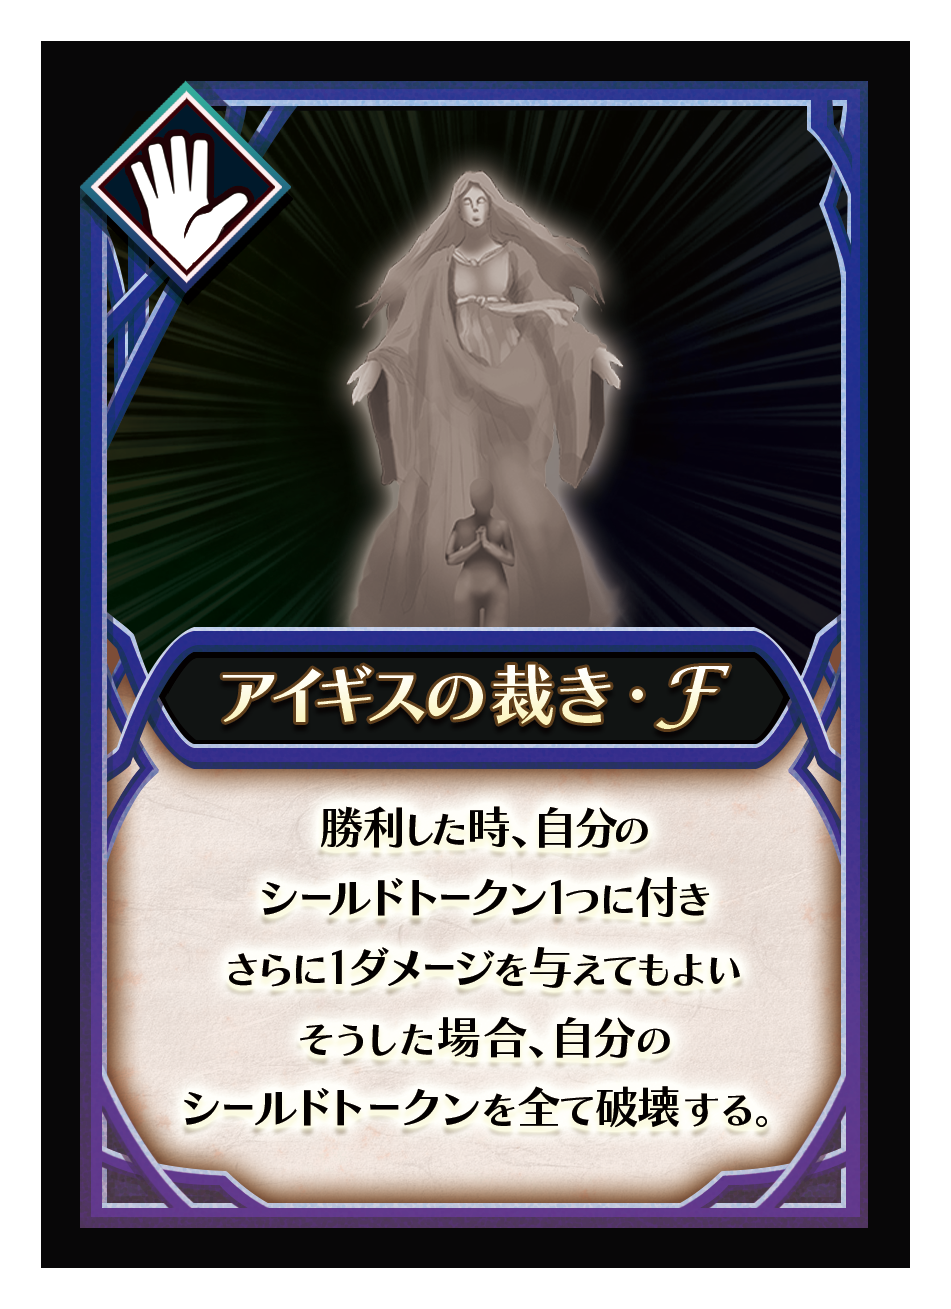 アイギスの裁き・F
勝利した時、自分の
シールドトークン1つに付き
さらに1ダメージを与えてもよい
そうした場合、自分の
シールドトークンを全て破壊する。